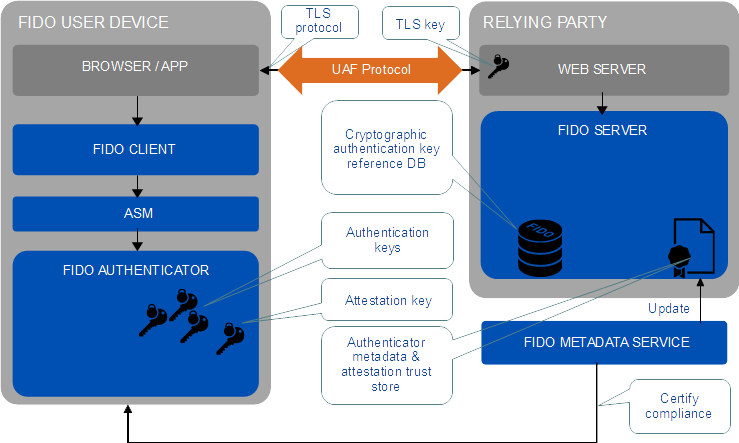 FIDO USER DEVICE
TLS
protocol
TLS key
RELYING PARTY
BROWSER / APP
UAF Protocol
WEB SERVER
Cryptographic
authentication key
reference DB
FIDO CLIENT
FIDO SERVER
ASM
FIDO
Authentication
keys
FIDO AUTHENTICATOR
Attestation key
Update
Authenticator
metadata &
attestation trust
store
FIDO METADATA SERVICE
Certify
compliance